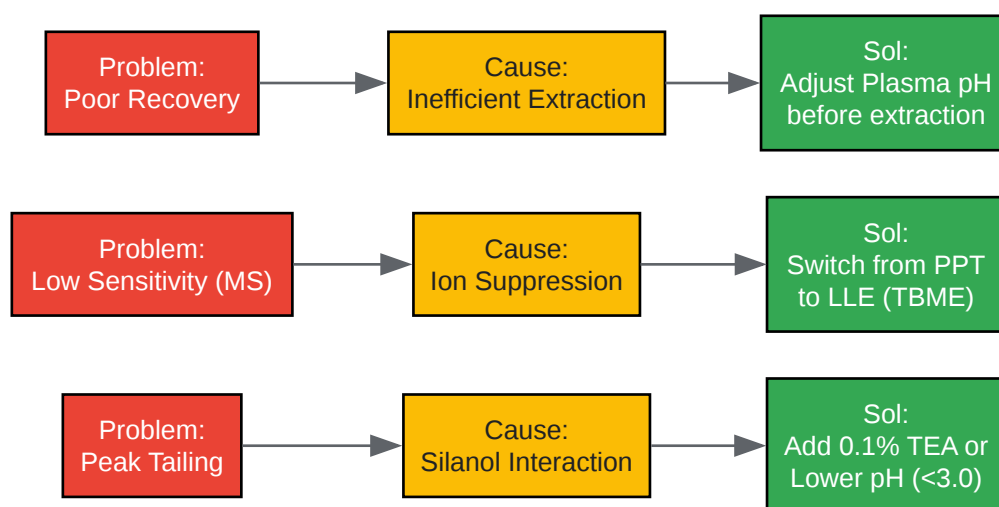 Problem:
Poor Recovery
Cause:
Inefficient Extraction
Sol:
Adjust Plasma pH
before extraction
Problem:
Low Sensitivity (MS)
Cause:
Ion Suppression
Sol:
Switch from PPT
to LLE (TBME)
Problem:
Peak Tailing
Cause:
Silanol Interaction
Sol:
Add 0.1% TEA or
Lower pH (<3.0)